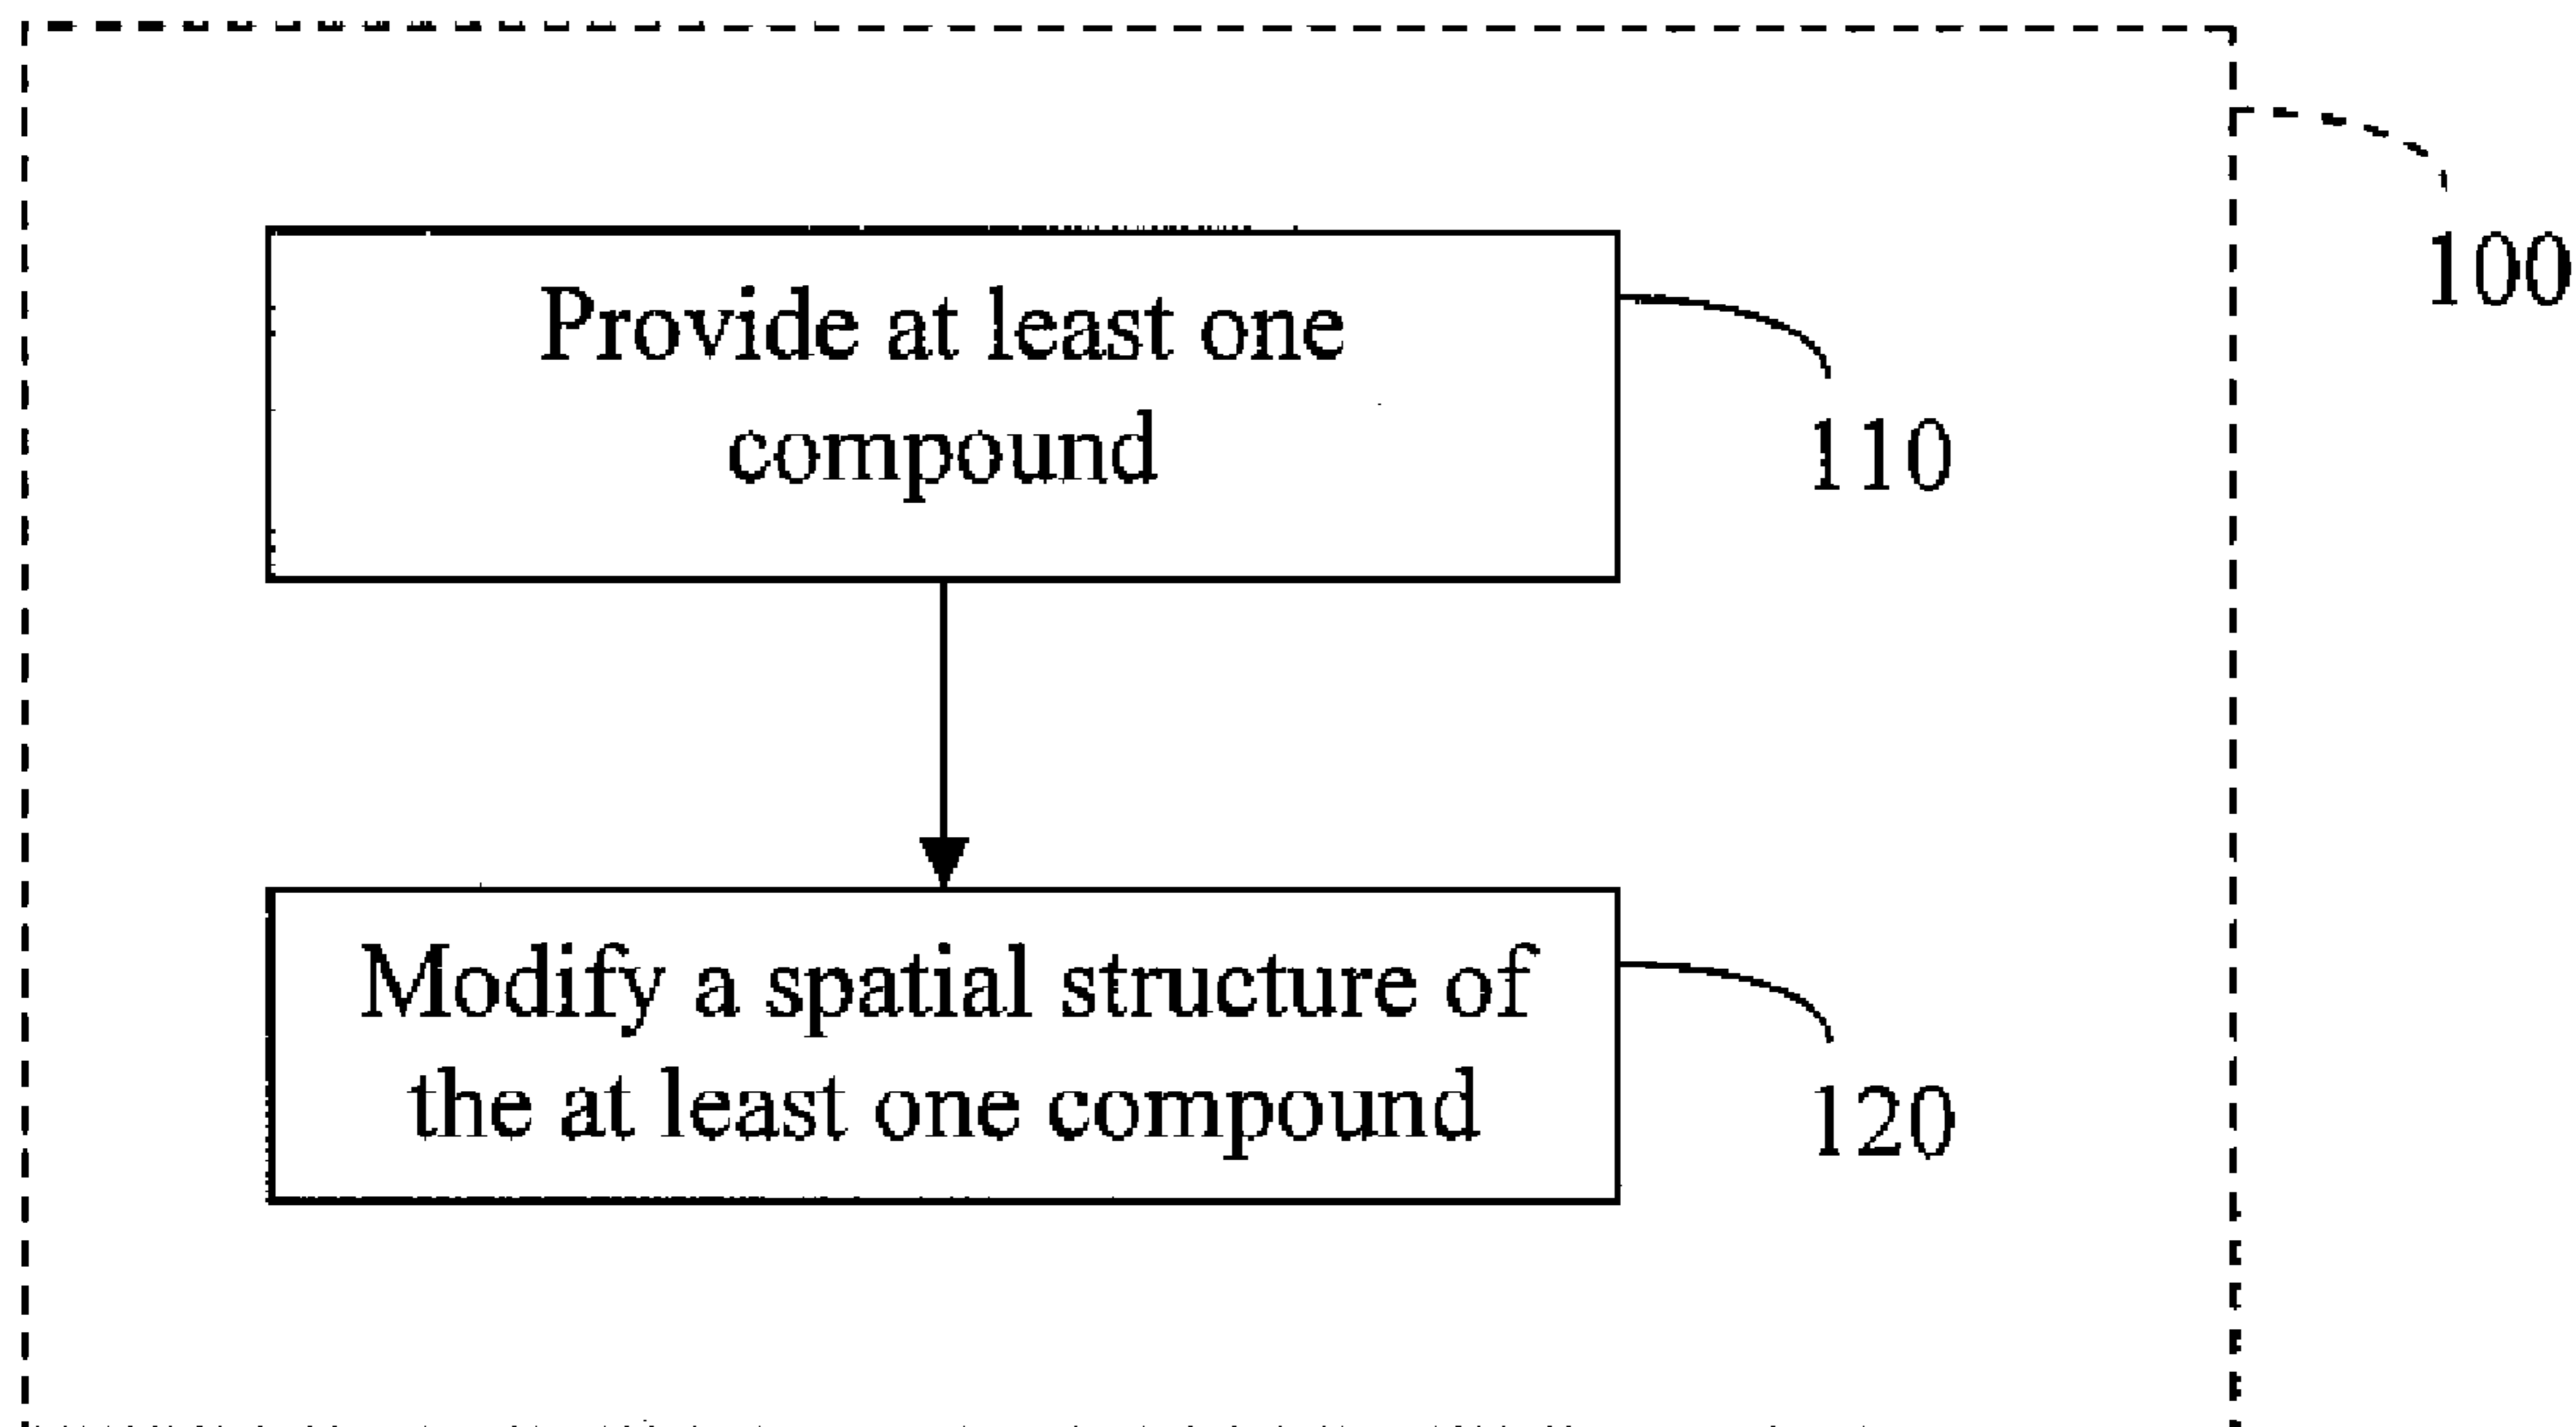 100
Provide at least one
compound
110
Modify a spatial structure of
the at least one compound
120